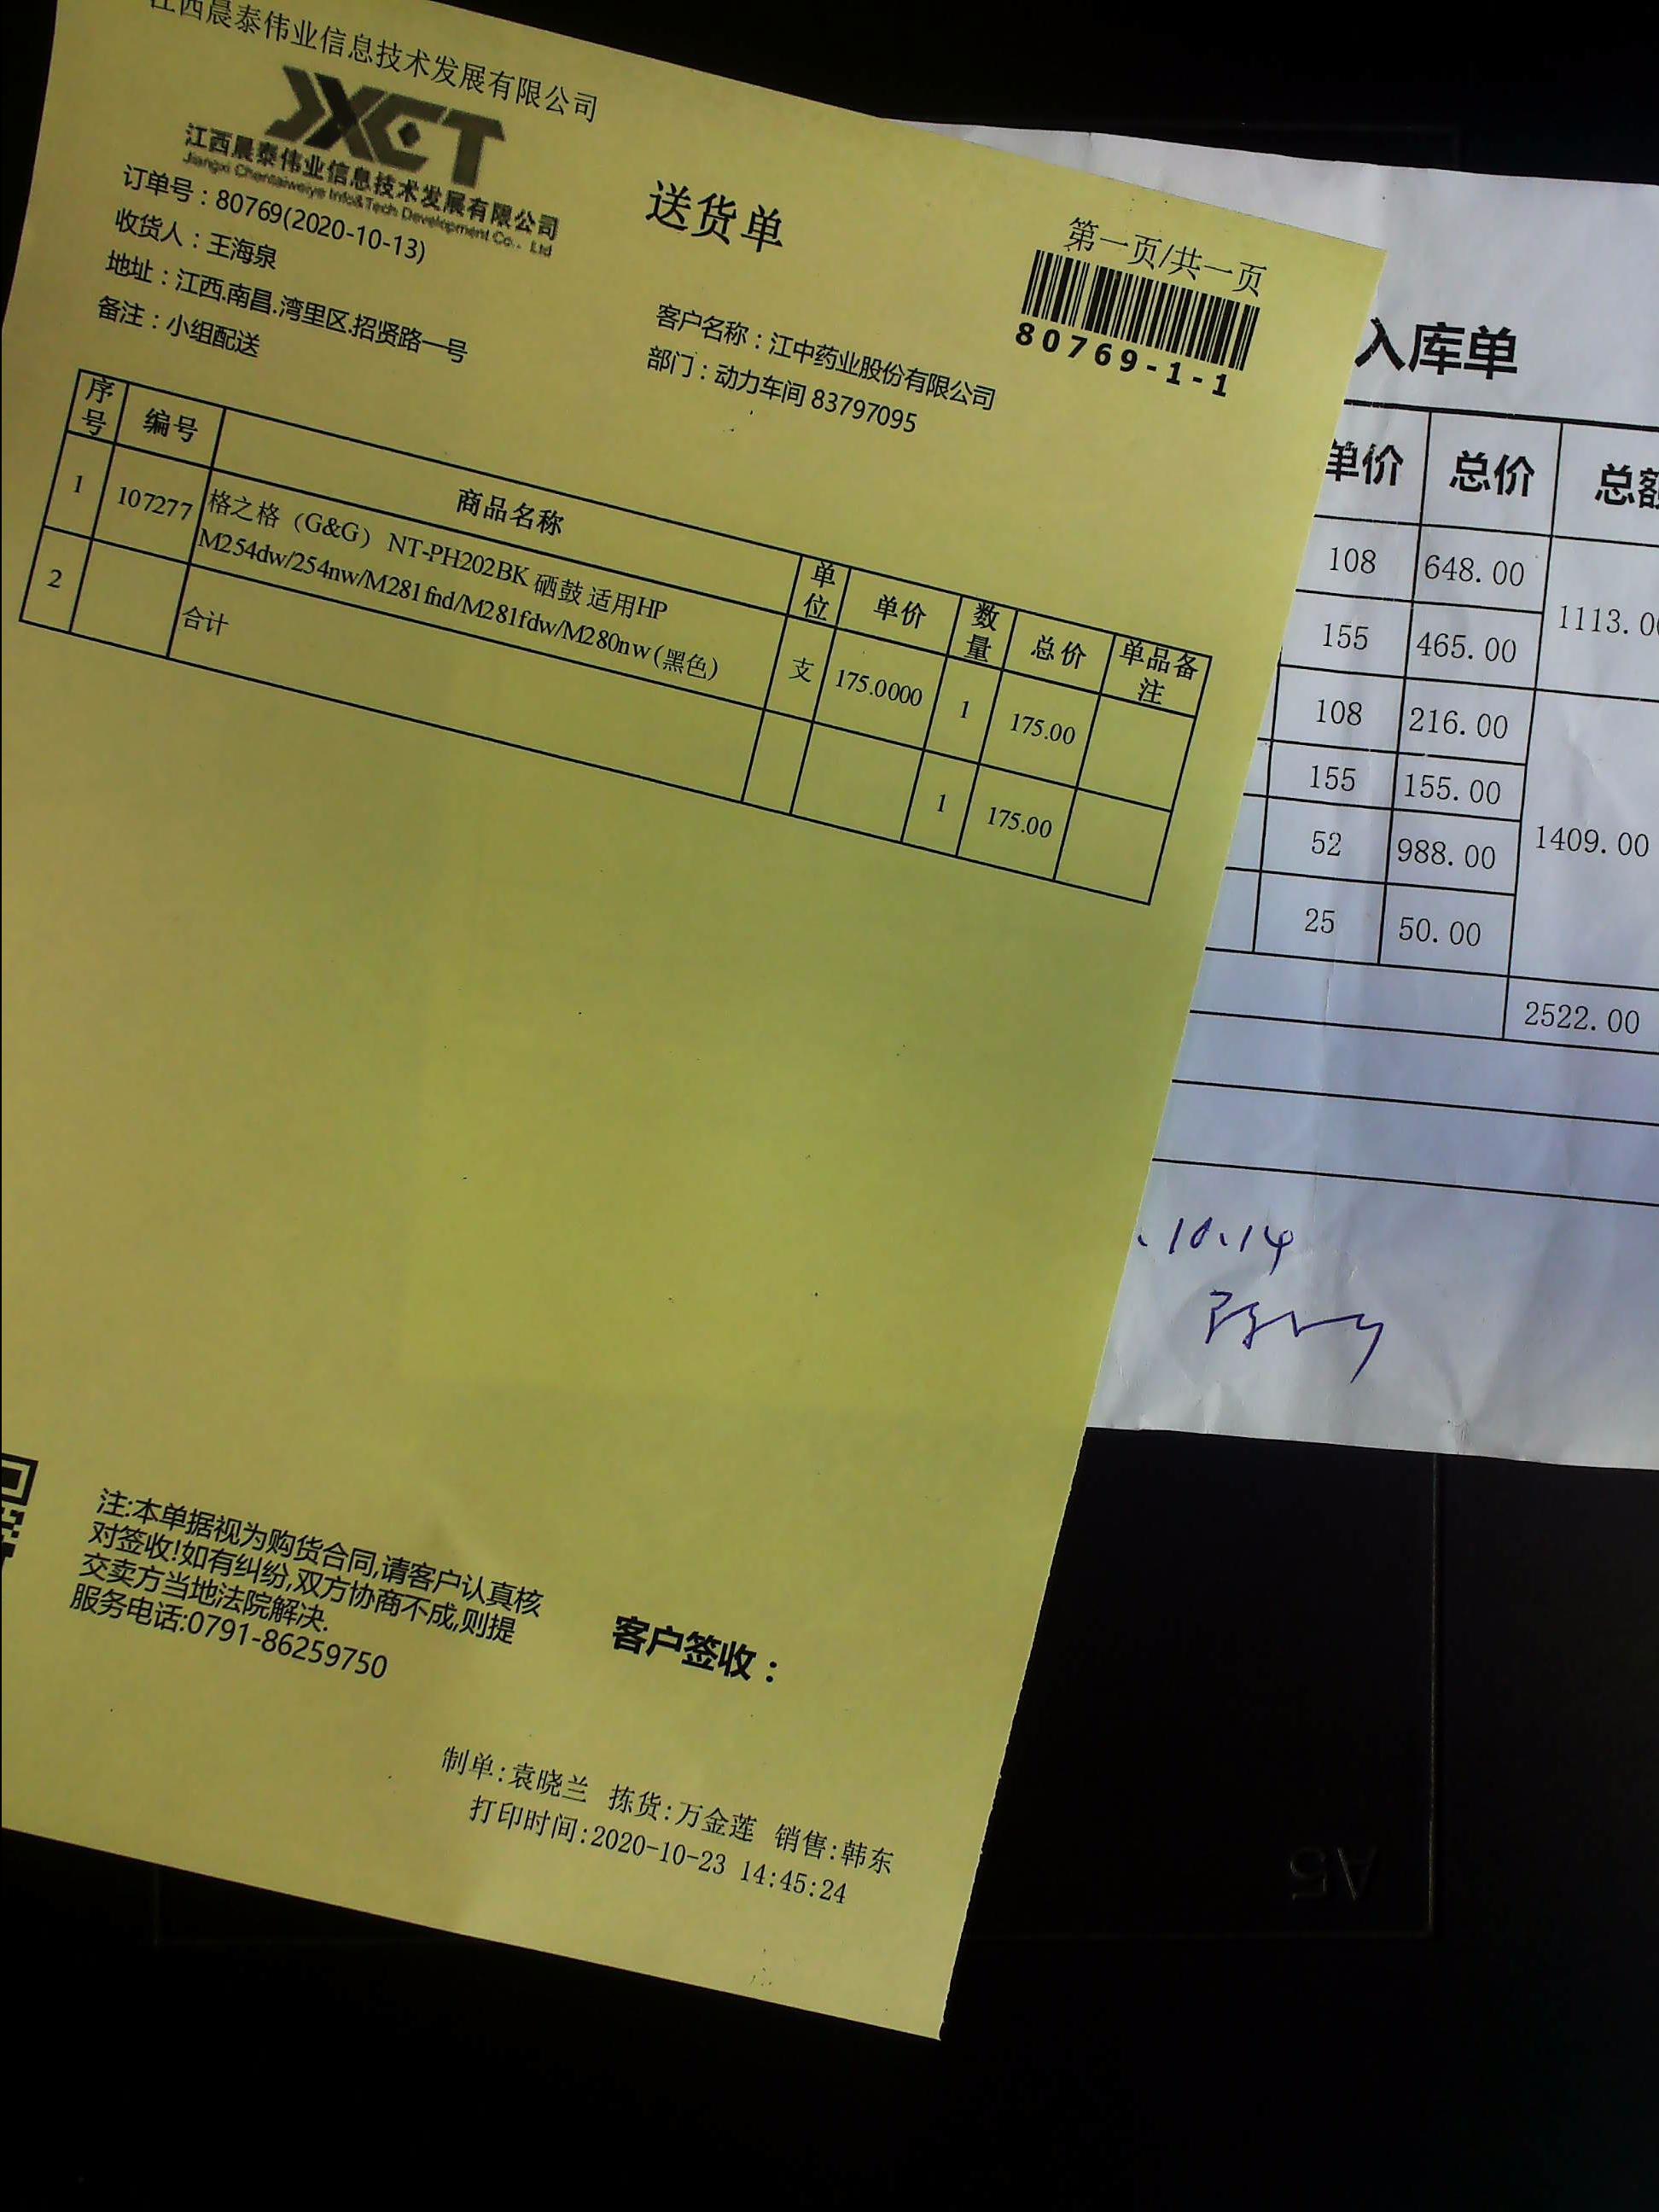 江西晨泰伟业信息技术发展有限公司
JXCT
江西晨泰伟业信息技术发展有限公司
Jiangxi Chentaiweiye Info&Tech Development Co., Ltd
送货单
第一页/共一页
80769-1-1
订单号：80769(2020-10-13)
收货人：王海泉
地址：江西.南昌.湾里区.招贤路一号
备注：小组配送
客户名称：江中药业股份有限公司
部门：动力车间 83797095
序号 编号 商品名称 单位 单价 数量 总价 单品备注
1 107277 格之格（G&G） NT-PH202BK 硒鼓 适用HP
M254dw/254nw/M281fnd/M281fdw/M280nw(黑色) 支 175.0000 1 175.00
2 合计 1 175.00
注:本单据视为购货合同,请客户认真核
对签收!如有纠纷,双方协商不成,则提
交卖方当地法院解决.
服务电话:0791-86259750
客户签收：
制单:袁晓兰 拣货:万金莲 销售:韩东
打印时间:2020-10-23 14:45:24
入库单
单价 总价 总额
108 648.00 1113.00
155 465.00
108 216.00
155 155.00 1409.00
52 988.00
25 50.00
2522.00
.10.14
A5